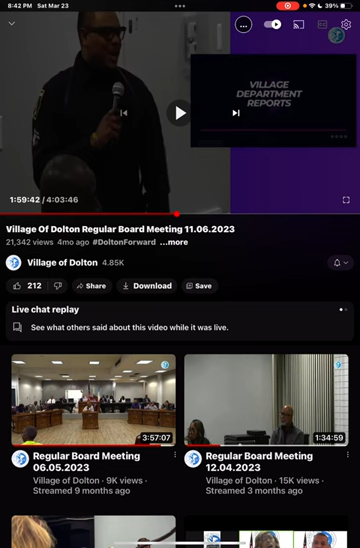 8:42 PM Sat Mar 23
39%
VILLAGE
DEPARTMENT
REPORTS
1:59:42 / 4:03:46
Village Of Dolton Regular Board Meeting 11.06.2023
21,342 views 4mo ago #DoltonForward ...more
Village of Dolton 4.85K
212 Share Download Save
Live chat replay
See what others said about this video while it was live.
3:57:07
1:34:59
Regular Board Meeting
06.05.2023
Village of Dolton · 9K views ·
Streamed 9 months ago
Regular Board Meeting
12.04.2023
Village of Dolton · 15K views ·
Streamed 3 months ago